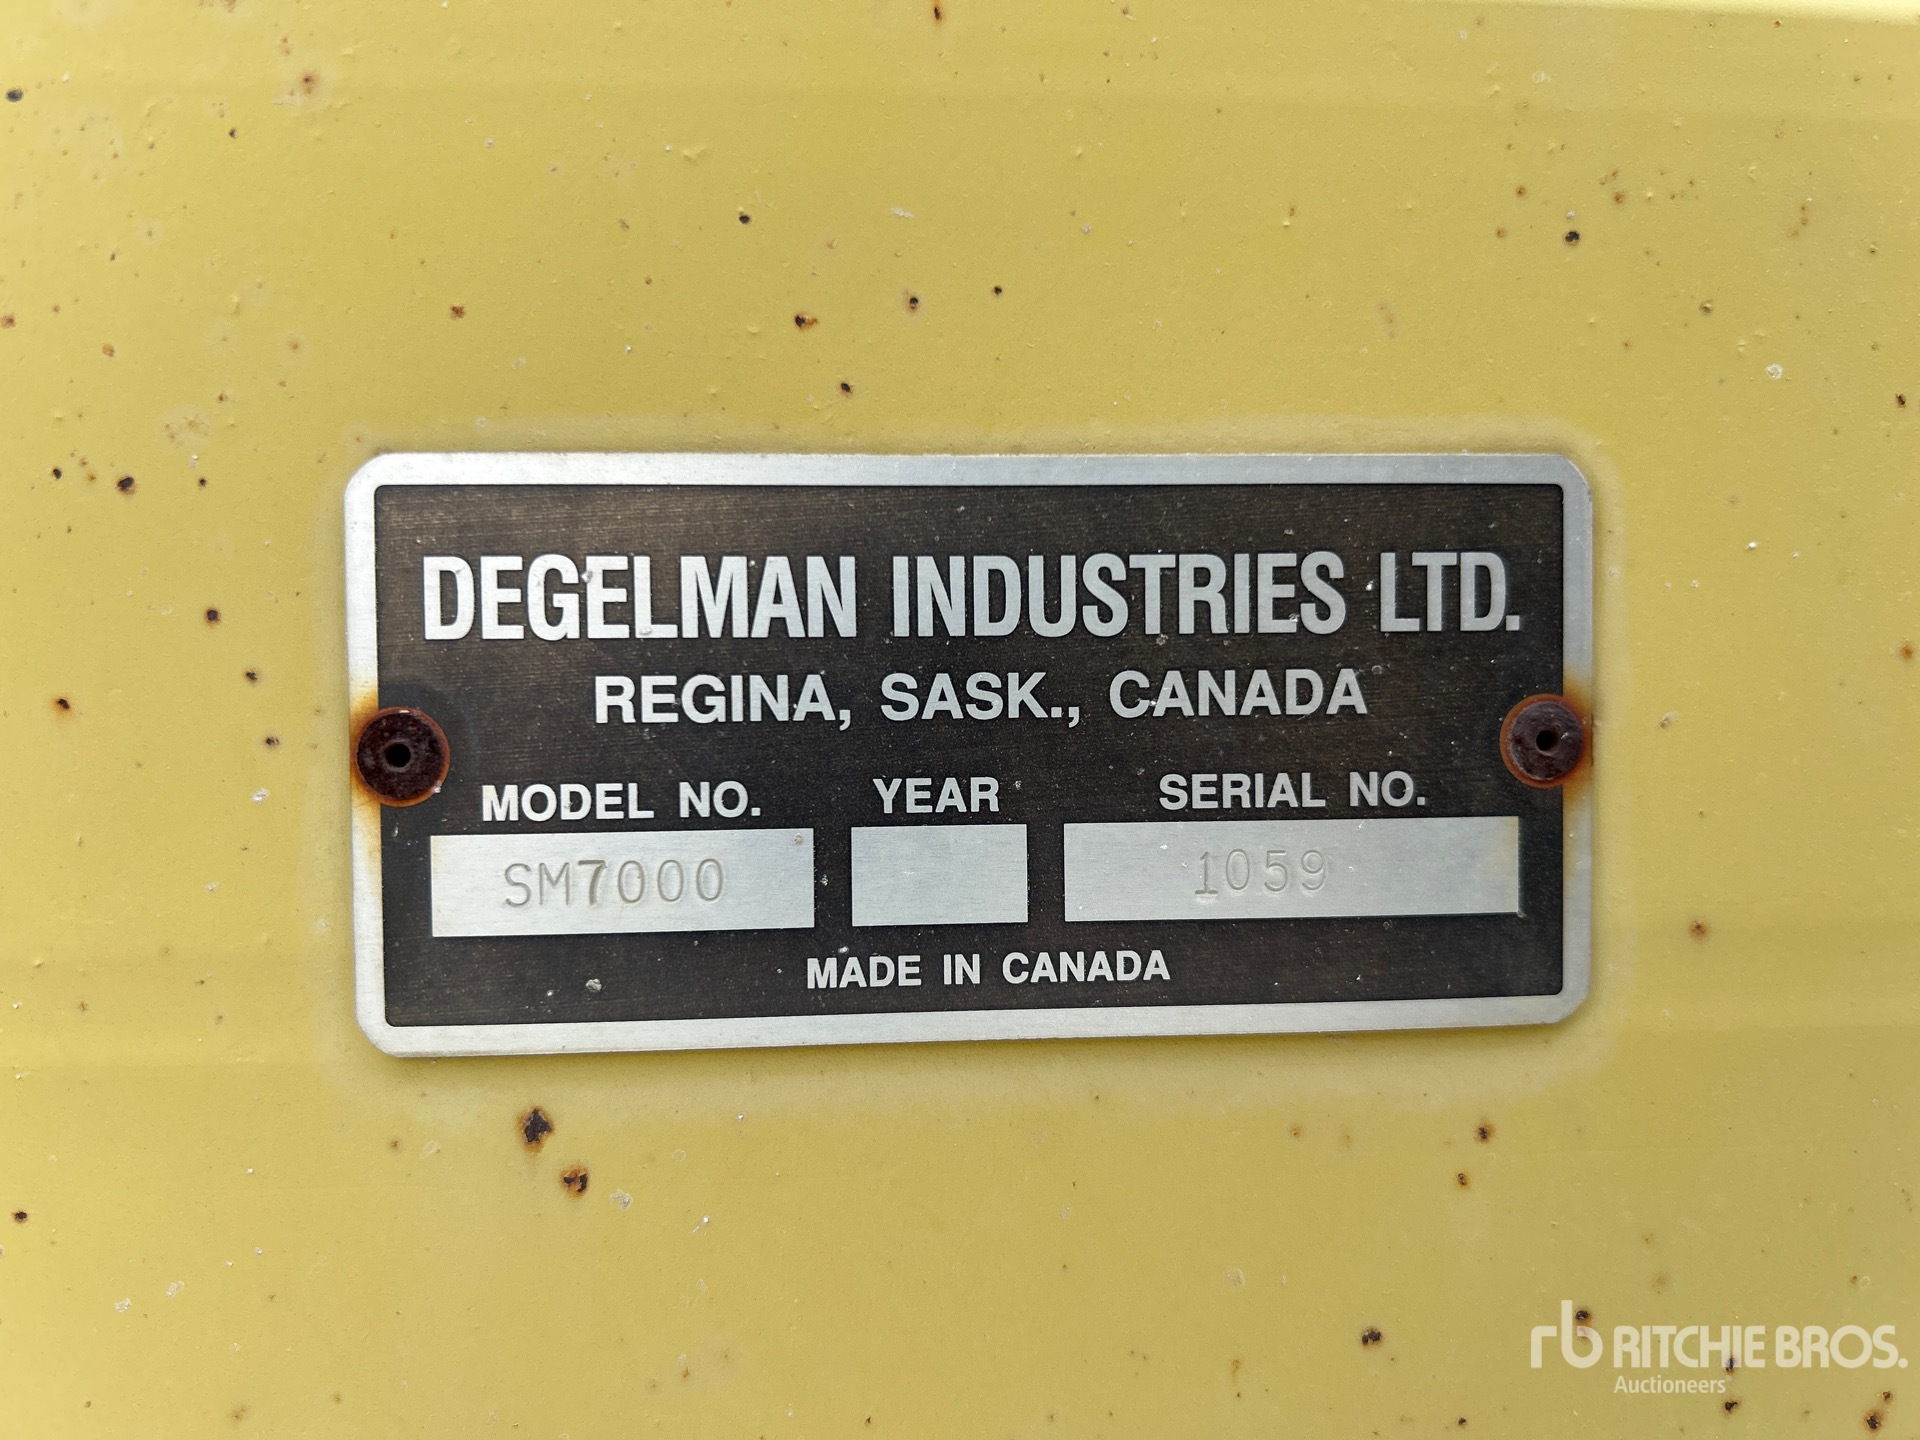 DEGELMAN INDUSTRIES LTD.
REGINA, SASK., CANADA
MODEL NO. YEAR SERIAL NO.
SM7000 1059
MADE IN CANADA
rb RITCHIE BROS.
Auctioneers